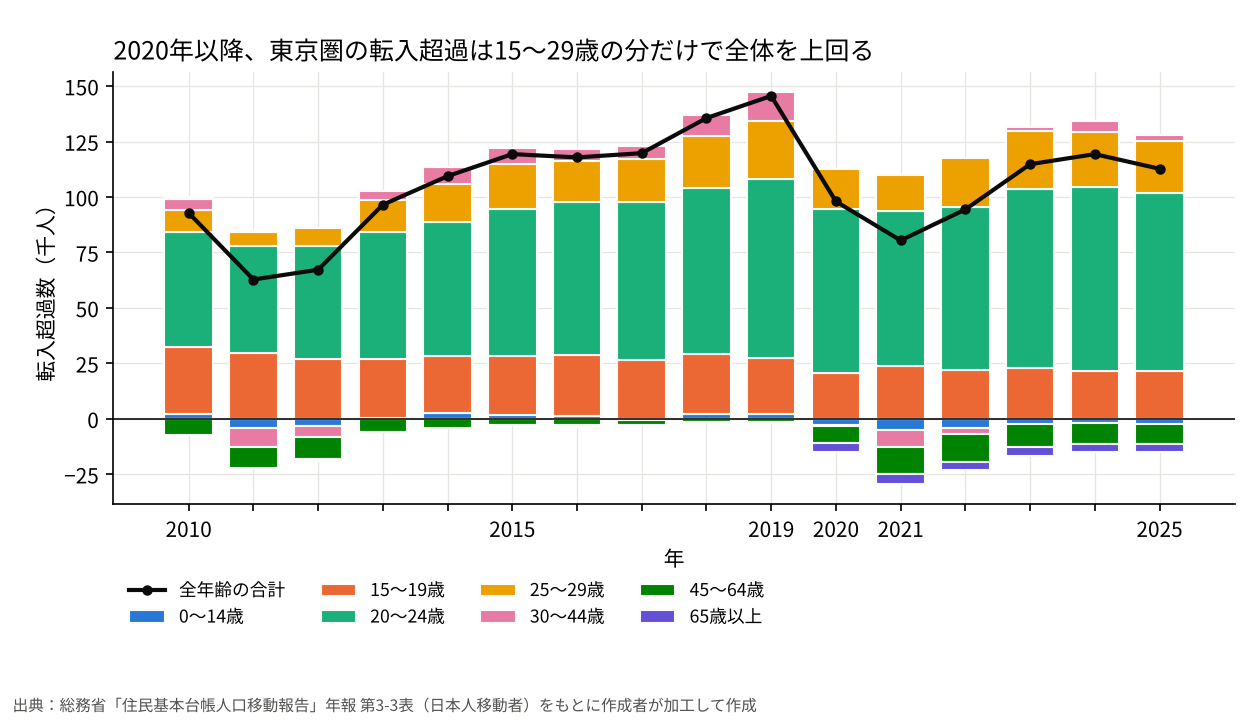 2020年以降、東京圏の転入超過は15〜29歳の分だけで全体を上回る
転入超過数（千人）
150
125
100
75
50
25
0
−25
2010
2015
2019
2020
2021
2025
年
全年齢の合計
15〜19歳
25〜29歳
45〜64歳
0〜14歳
20〜24歳
30〜44歳
65歳以上
出典：総務省「住民基本台帳人口移動報告」年報 第3-3表（日本人移動者）をもとに作成者が加工して作成